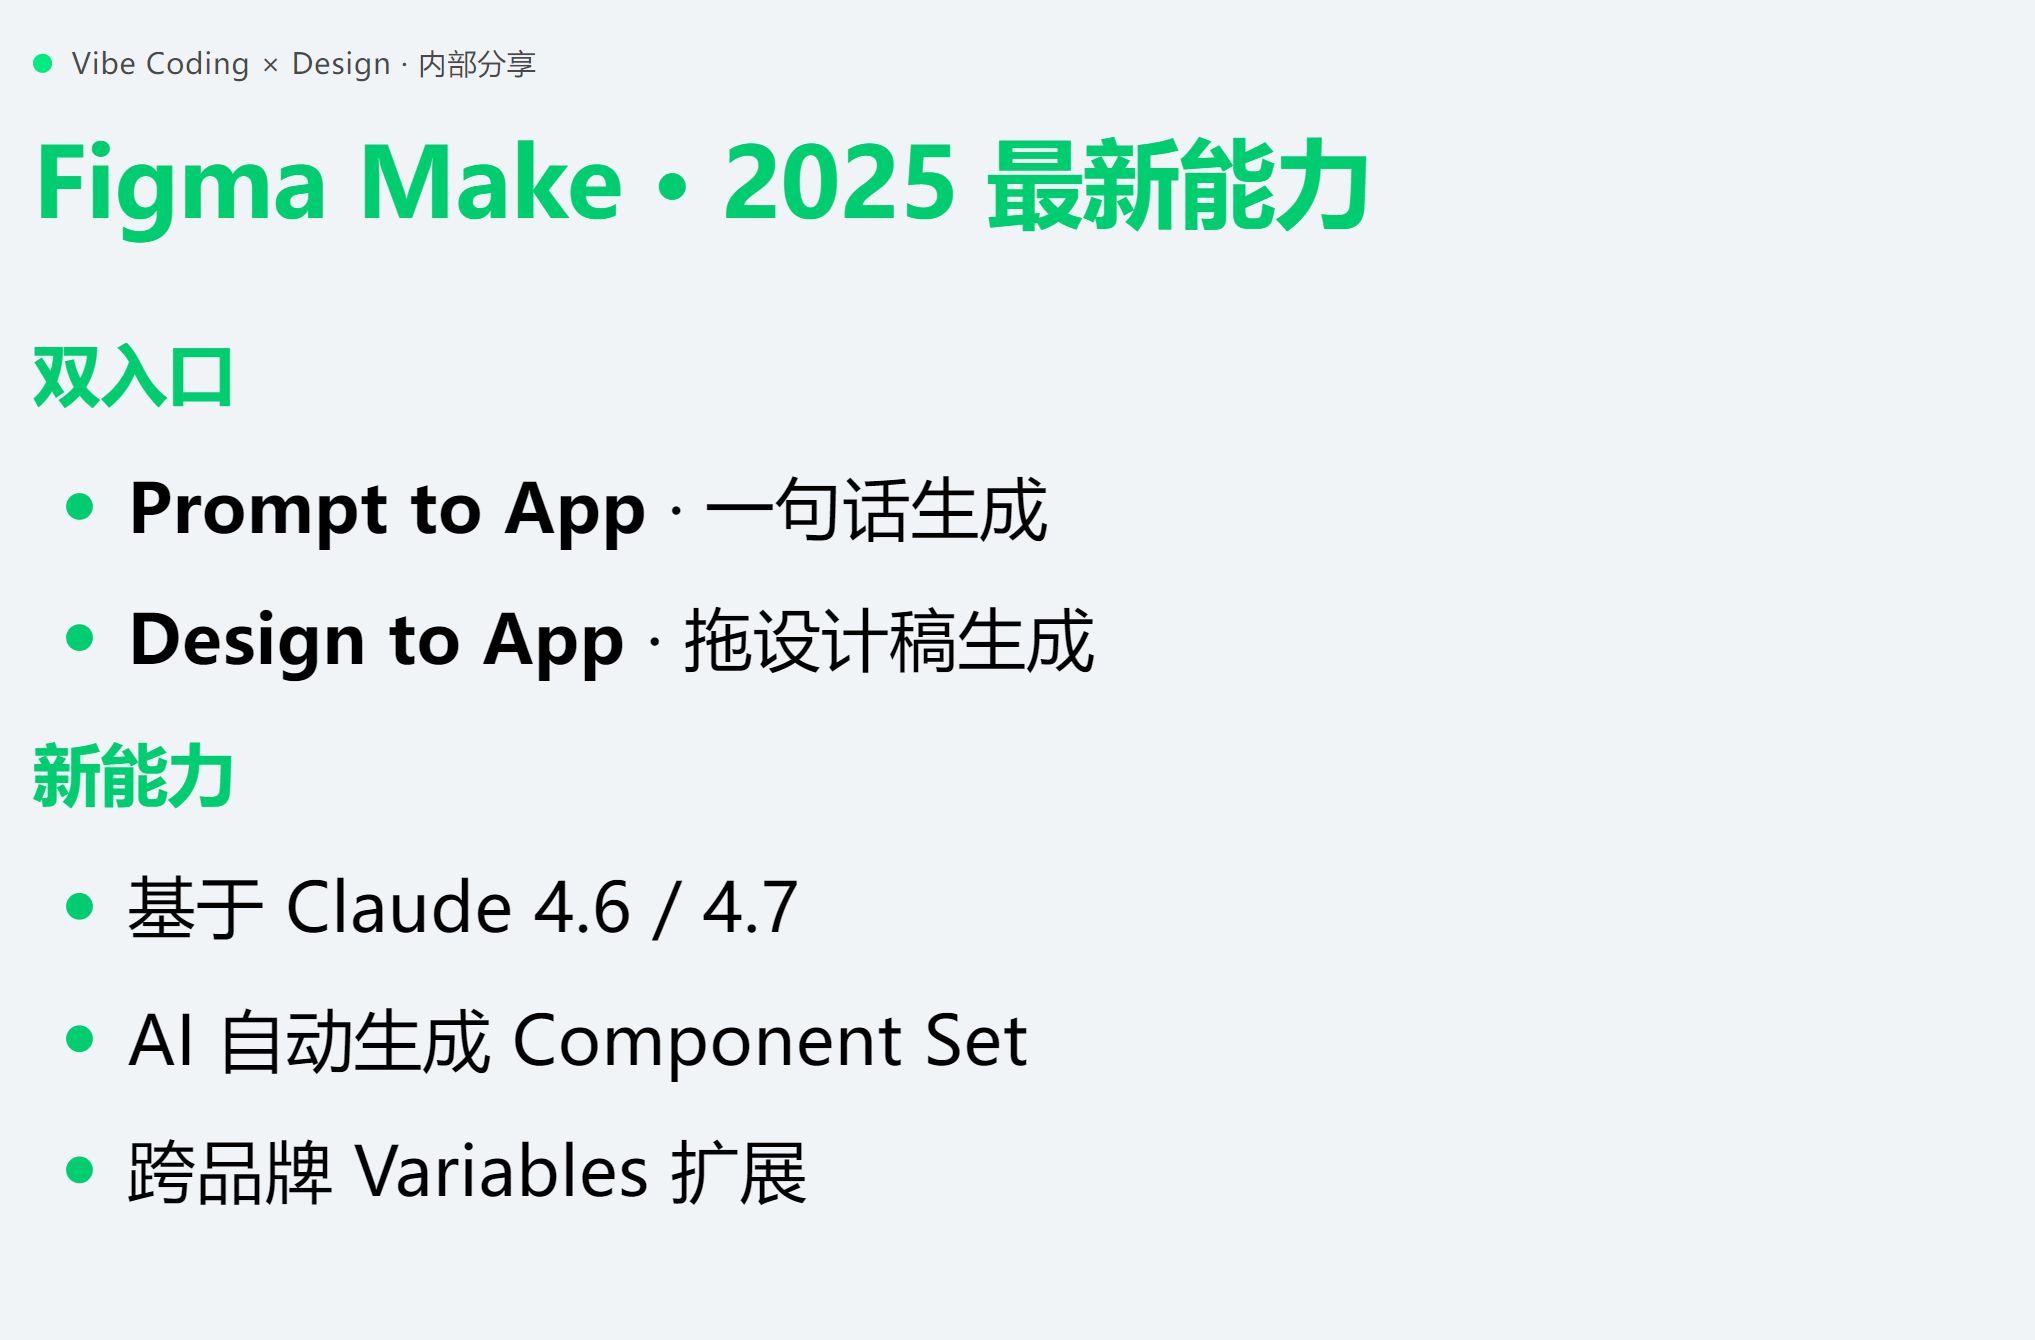 Vibe Coding × Design · 内部分享
Figma Make • 2025 最新能力
双入口
Prompt to App · 一句话生成
Design to App · 拖设计稿生成
新能力
基于 Claude 4.6 / 4.7
AI 自动生成 Component Set
跨品牌 Variables 扩展